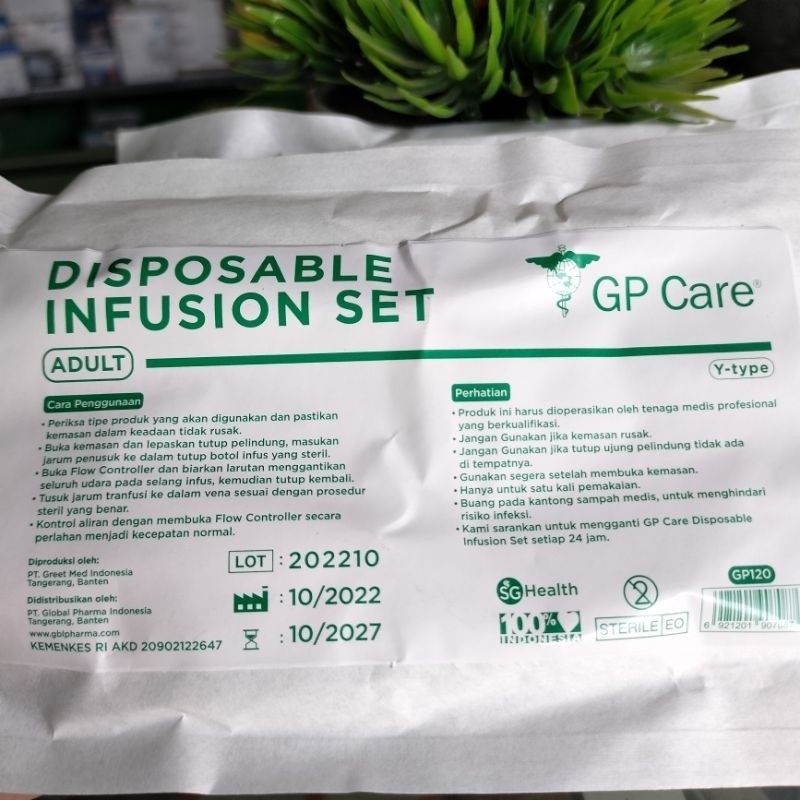 DISPOSABLE
INFUSION SET
GP Care®
ADULT
Y-type
Cara Penggunaan
• Periksa tipe produk yang akan digunakan dan pastikan
kemasan dalam keadaan tidak rusak.
• Buka kemasan dan lepaskan tutup pelindung, masukan
jarum penusuk ke dalam tutup botol infus yang steril.
• Buka Flow Controller dan biarkan larutan menggantikan
seluruh udara pada selang infus, kemudian tutup kembali.
• Tusuk jarum tranfusi ke dalam vena sesuai dengan prosedur
steril yang benar.
• Kontrol aliran dengan membuka Flow Controller secara
perlahan menjadi kecepatan normal.
Perhatian
• Produk ini harus dioperasikan oleh tenaga medis profesional
yang berkualifikasi.
• Jangan Gunakan jika kemasan rusak.
• Jangan Gunakan jika tutup ujung pelindung tidak ada
di tempatnya.
• Gunakan segera setelah membuka kemasan.
• Hanya untuk satu kali pemakaian.
• Buang pada kantong sampah medis, untuk menghindari
risiko infeksi.
• Kami sarankan untuk mengganti GP Care Disposable
Infusion Set setiap 24 jam.
Diproduksi oleh:
PT. Greet Med Indonesia
Tangerang, Banten
Didistribusikan oleh:
PT. Global Pharma Indonesia
Tangerang, Banten
www.gblpharma.com
KEMENKES RI AKD 20902122647
LOT : 202210
: 10/2022
: 10/2027
SG Health
2
100%
INDONESIA
STERILE EO
GP120
6 921201